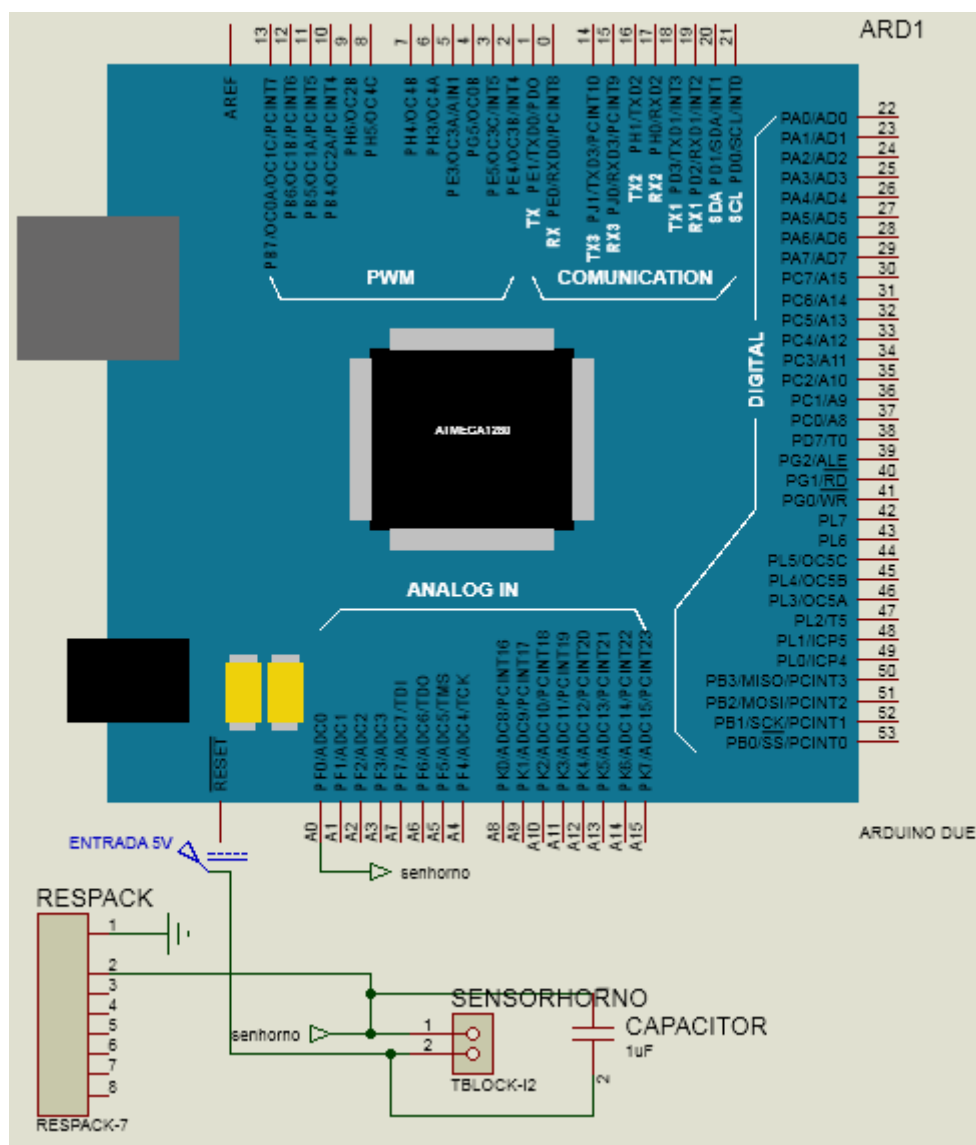 ARD1
AREF
13
12
11
10
9
8
7
6
5
4
3
2
1
0
14
15
16
17
18
19
20
21
PB7/OC0A/OC1C/PCINT7
PB6/OC1B/PCINT6
PB5/OC1A/PCINT5
PB4/OC2A/PCINT4
PH6/OC2B
PH5/OC4C
PH4/OC4B
PH3/OC4A
PE3/OC3A/AIN1
PG5/OC0B
PE5/OC3C/INT5
PE4/OC3B/INT4
TX PE1/TXD0/PDO
RX PE0/RXD0/PCINT8
TX3 PJ1/TXD3/PCINT10
RX3 PJ0/RXD3/PCINT9
TX2 PH1/TXD2
RX2 PH0/RXD2
TX1 PD3/TXD1/INT3
RX1 PD2/RXD1/INT2
SDA PD1/SDA/INT1
SCL PD0/SCL/INT0
PWM
COMUNICATION
DIGITAL
PA0/AD0 22
PA1/AD1 23
PA2/AD2 24
PA3/AD3 25
PA4/AD4 26
PA5/AD5 27
PA6/AD6 28
PA7/AD7 29
PC7/A15 30
PC6/A14 31
PC5/A13 32
PC4/A12 33
PC3/A11 34
PC2/A10 35
PC1/A9 36
PC0/A8 37
PD7/T0 38
PG2/ALE 39
PG1/RD 40
PG0/WR 41
PL7 42
PL6 43
PL5/OC5C 44
PL4/OC5B 45
PL3/OC5A 46
PL2/T5 47
PL1/ICP5 48
PL0/ICP4 49
PB3/MISO/PCINT3 50
PB2/MOSI/PCINT2 51
PB1/SCK/PCINT1 52
PB0/SS/PCINT0 53
ATMEGA1280
ANALOG IN
RESET
PF0/ADC0
PF1/ADC1
PF2/ADC2
PF3/ADC3
PF7/ADC7/TDI
PF6/ADC6/TDO
PF5/ADC5/TMS
PF4/ADC4/TCK
PK0/ADC8/PCINT16
PK1/ADC9/PCINT17
PK2/ADC10/PCINT18
PK3/ADC11/PCINT19
PK4/ADC12/PCINT20
PK5/ADC13/PCINT21
PK6/ADC14/PCINT22
PK7/ADC15/PCINT23
A0
A1
A2
A3
A7
A6
A5
A4
A8
A9
A10
A11
A12
A13
A14
A15
ARDUINO DUE
ENTRADA 5V
senhorno
RESPACK
1
2
3
4
5
6
7
8
RESPACK-7
senhorno
SENSORHORNO
1
2
TBLOCK-I2
CAPACITOR
1uF
2